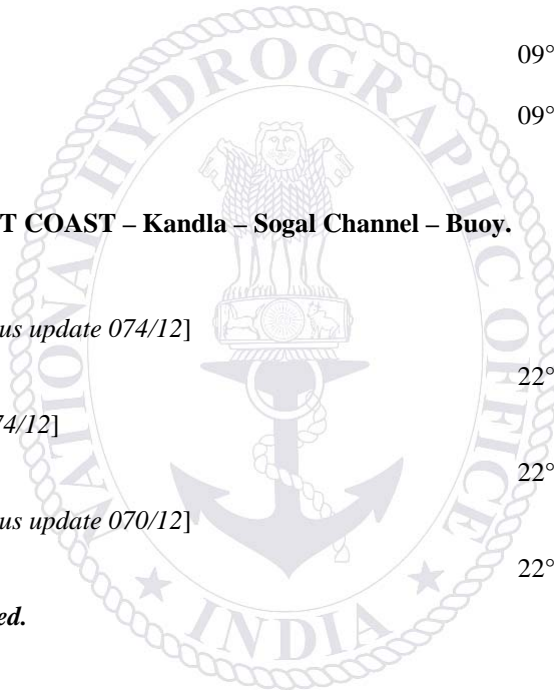 09°
09°
T COAST – Kandla – Sogal Channel – Buoy.
us update 074/12]
22°
74/12]
22°
us update 070/12]
22°
ed.
NATIONAL HYDROGRAPHIC OFFICE
INDIA